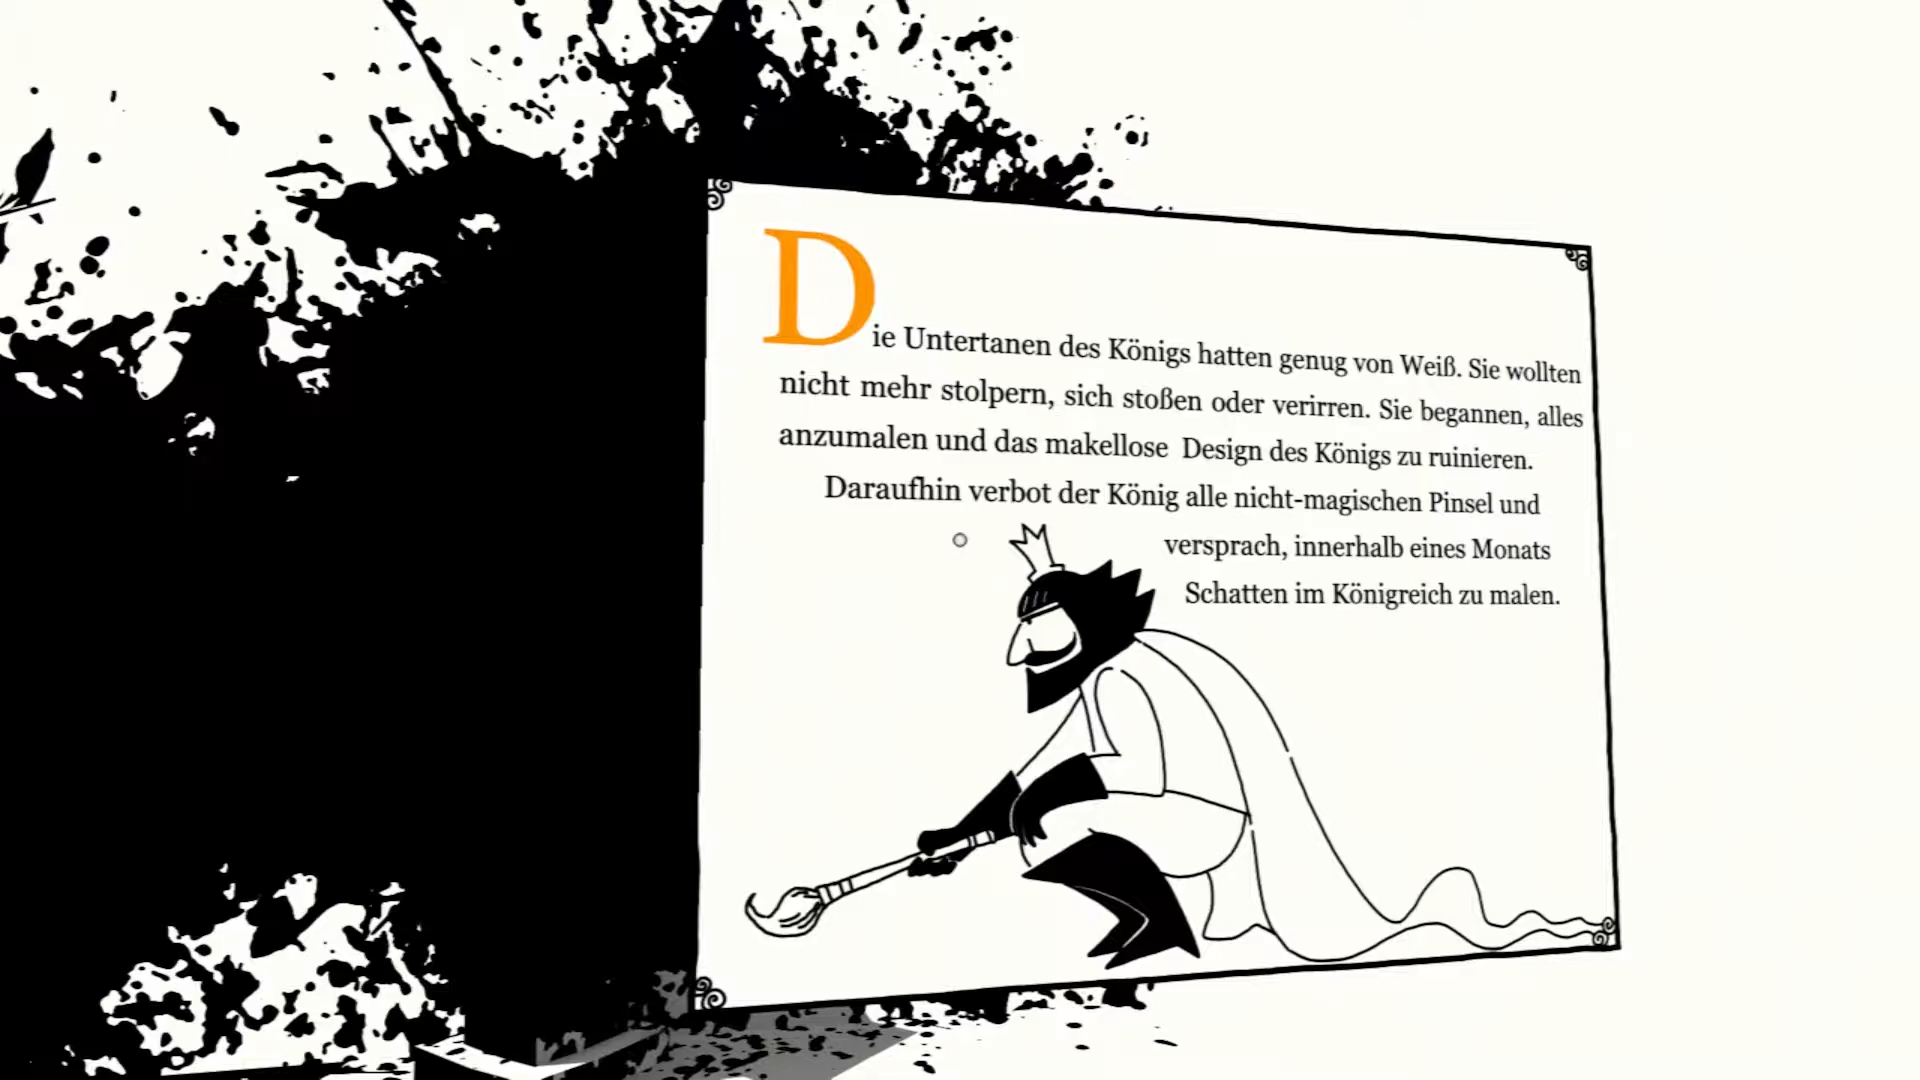 Die Untertanen des Königs hatten genug von Weiß. Sie wollten
nicht mehr stolpern, sich stoßen oder verirren. Sie begannen, alles
anzumalen und das makellose Design des Königs zu ruinieren.
Daraufhin verbot der König alle nicht-magischen Pinsel und
versprach, innerhalb eines Monats
Schatten im Königreich zu malen.